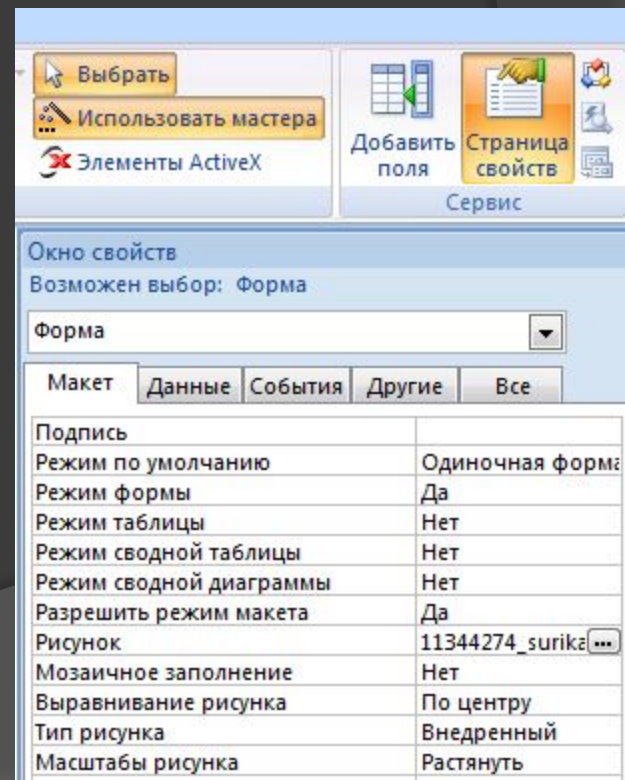 Выбрать
Использовать мастера
Элементы ActiveX
Добавить поля
Страница свойств
Сервис
Окно свойств
Возможен выбор: Форма
Форма
Макет Данные События Другие Все
Подпись
Режим по умолчанию Одиночная форма
Режим формы Да
Режим таблицы Нет
Режим сводной таблицы Нет
Режим сводной диаграммы Нет
Разрешить режим макета Да
Рисунок 11344274_surika ...
Мозаичное заполнение Нет
Выравнивание рисунка По центру
Тип рисунка Внедренный
Масштабы рисунка Растянуть